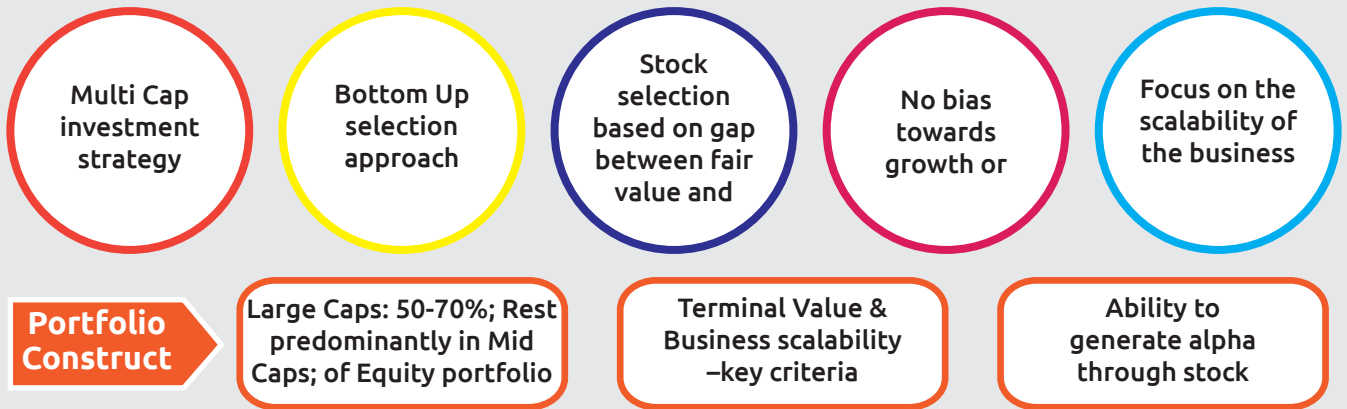 Multi Cap
investment
strategy
Bottom Up
selection
approach
Stock
selection
based on gap
between fair
value and
No bias
towards
growth or
Focus on the
scalability of
the business
Portfolio
Construct
Large Caps: 50-70%; Rest
predominantly in Mid
Caps; of Equity portfolio
Terminal Value &
Business scalability
–key criteria
Ability to
generate alpha
through stock